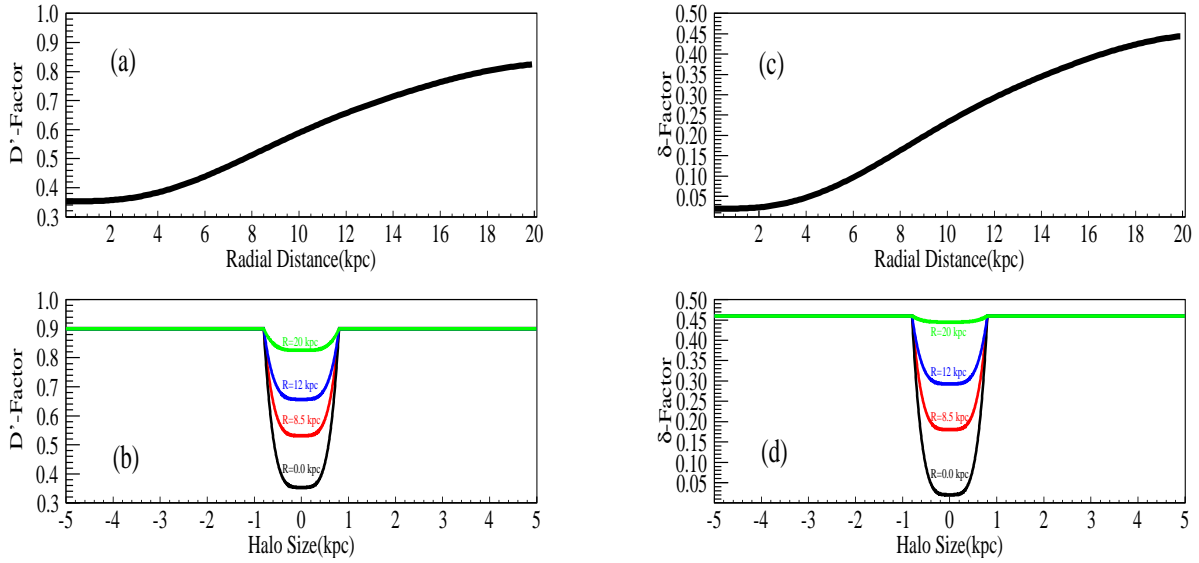 1.0
0.9
0.8
0.7
0.6
0.5
0.4
0.3
D'-Factor
(a)
2 4 6 8 10 12 14 16 18 20
Radial Distance(kpc)
0.50
0.45
0.40
0.35
0.30
0.25
0.20
0.15
0.10
0.05
δ-Factor
(c)
2 4 6 8 10 12 14 16 18 20
Radial Distance(kpc)
1.0
0.9
0.8
0.7
0.6
0.5
0.4
0.3
D'-Factor
R=20 kpc
R=12 kpc
R=8.5 kpc
R=0.0 kpc
(b)
-5 -4 -3 -2 -1 0 1 2 3 4 5
Halo Size(kpc)
0.50
0.45
0.40
0.35
0.30
0.25
0.20
0.15
0.10
0.05
δ-Factor
R=20 kpc
R=12 kpc
R=8.5 kpc
R=0.0 kpc
(d)
-5 -4 -3 -2 -1 0 1 2 3 4 5
Halo Size(kpc)